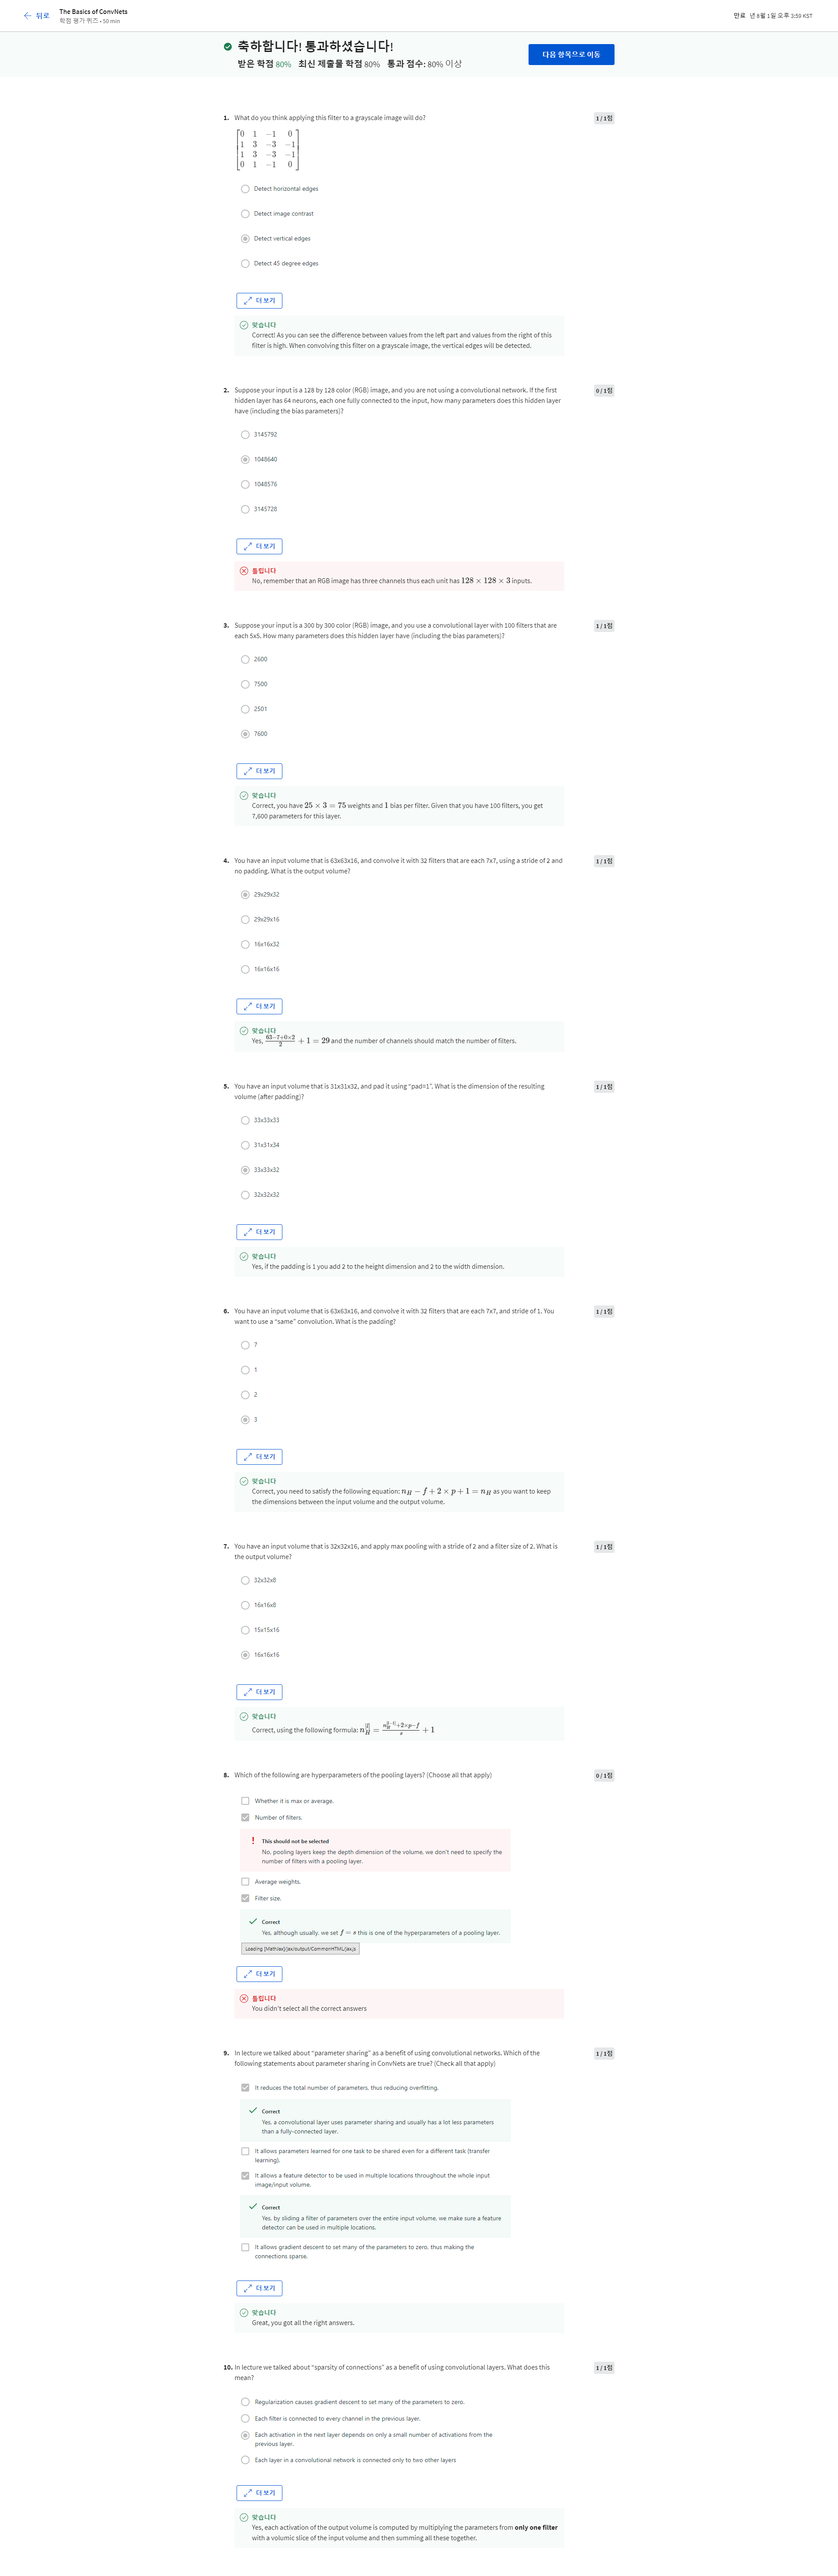 뒤로
The Basics of ConvNets
학점 평가 퀴즈 • 50 min
만료 년 8월 1일 오후 3:59 KST
축하합니다! 통과하셨습니다!
받은 학점 80% 최신 제출물 학점 80% 통과 점수: 80% 이상
다음 항목으로 이동
1. What do you think applying this filter to a grayscale image will do?
1 / 1점
0 1 −1 0
1 3 −3 −1
1 3 −3 −1
0 1 −1 0
Detect horizontal edges
Detect image contrast
Detect vertical edges
Detect 45 degree edges
더 보기
맞습니다
Correct! As you can see the difference between values from the left part and values from the right of this
filter is high. When convolving this filter on a grayscale image, the vertical edges will be detected.
2. Suppose your input is a 128 by 128 color (RGB) image, and you are not using a convolutional network. If the first
hidden layer has 64 neurons, each one fully connected to the input, how many parameters does this hidden layer
have (including the bias parameters)?
0 / 1점
3145792
1048640
1048576
3145728
더 보기
틀립니다
No, remember that an RGB image has three channels thus each unit has 128 × 128 × 3 inputs.
3. Suppose your input is a 300 by 300 color (RGB) image, and you use a convolutional layer with 100 filters that are
each 5x5. How many parameters does this hidden layer have (including the bias parameters)?
1 / 1점
2600
7500
2501
7600
더 보기
맞습니다
Correct, you have 25 × 3 = 75 weights and 1 bias per filter. Given that you have 100 filters, you get
7,600 parameters for this layer.
4. You have an input volume that is 63x63x16, and convolve it with 32 filters that are each 7x7, using a stride of 2 and
no padding. What is the output volume?
1 / 1점
29x29x32
29x29x16
16x16x32
16x16x16
더 보기
맞습니다
Yes, (63−7+0×2)/2 + 1 = 29 and the number of channels should match the number of filters.
5. You have an input volume that is 31x31x32, and pad it using “pad=1”. What is the dimension of the resulting
volume (after padding)?
1 / 1점
33x33x33
31x31x34
33x33x32
32x32x32
더 보기
맞습니다
Yes, if the padding is 1 you add 2 to the height dimension and 2 to the width dimension.
6. You have an input volume that is 63x63x16, and convolve it with 32 filters that are each 7x7, and stride of 1. You
want to use a “same” convolution. What is the padding?
1 / 1점
7
1
2
3
더 보기
맞습니다
Correct, you need to satisfy the following equation: n_H − f + 2 × p + 1 = n_H as you want to keep
the dimensions between the input volume and the output volume.
7. You have an input volume that is 32x32x16, and apply max pooling with a stride of 2 and a filter size of 2. What is
the output volume?
1 / 1점
32x32x8
16x16x8
15x15x16
16x16x16
더 보기
맞습니다
Correct, using the following formula: n_H^[l] = (n_H^[l−1]+2×p−f)/s + 1
8. Which of the following are hyperparameters of the pooling layers? (Choose all that apply)
0 / 1점
Whether it is max or average.
Number of filters.
This should not be selected
No, pooling layers keep the depth dimension of the volume, we don't need to specify the
number of filters with a pooling layer.
Average weights.
Filter size.
Correct
Yes, although usually, we set f = s this is one of the hyperparameters of a pooling layer.
Loading [MathJax]/jax/output/CommonHTML/jax.js
더 보기
틀립니다
You didn’t select all the correct answers
9. In lecture we talked about “parameter sharing” as a benefit of using convolutional networks. Which of the
following statements about parameter sharing in ConvNets are true? (Check all that apply)
1 / 1점
It reduces the total number of parameters, thus reducing overfitting.
Correct
Yes, a convolutional layer uses parameter sharing and usually has a lot less parameters
than a fully-connected layer.
It allows parameters learned for one task to be shared even for a different task (transfer
learning).
It allows a feature detector to be used in multiple locations throughout the whole input
image/input volume.
Correct
Yes, by sliding a filter of parameters over the entire input volume, we make sure a feature
detector can be used in multiple locations.
It allows gradient descent to set many of the parameters to zero, thus making the
connections sparse.
더 보기
맞습니다
Great, you got all the right answers.
10. In lecture we talked about “sparsity of connections” as a benefit of using convolutional layers. What does this
mean?
1 / 1점
Regularization causes gradient descent to set many of the parameters to zero.
Each filter is connected to every channel in the previous layer.
Each activation in the next layer depends on only a small number of activations from the
previous layer.
Each layer in a convolutional network is connected only to two other layers
더 보기
맞습니다
Yes, each activation of the output volume is computed by multiplying the parameters from only one filter
with a volumic slice of the input volume and then summing all these together.